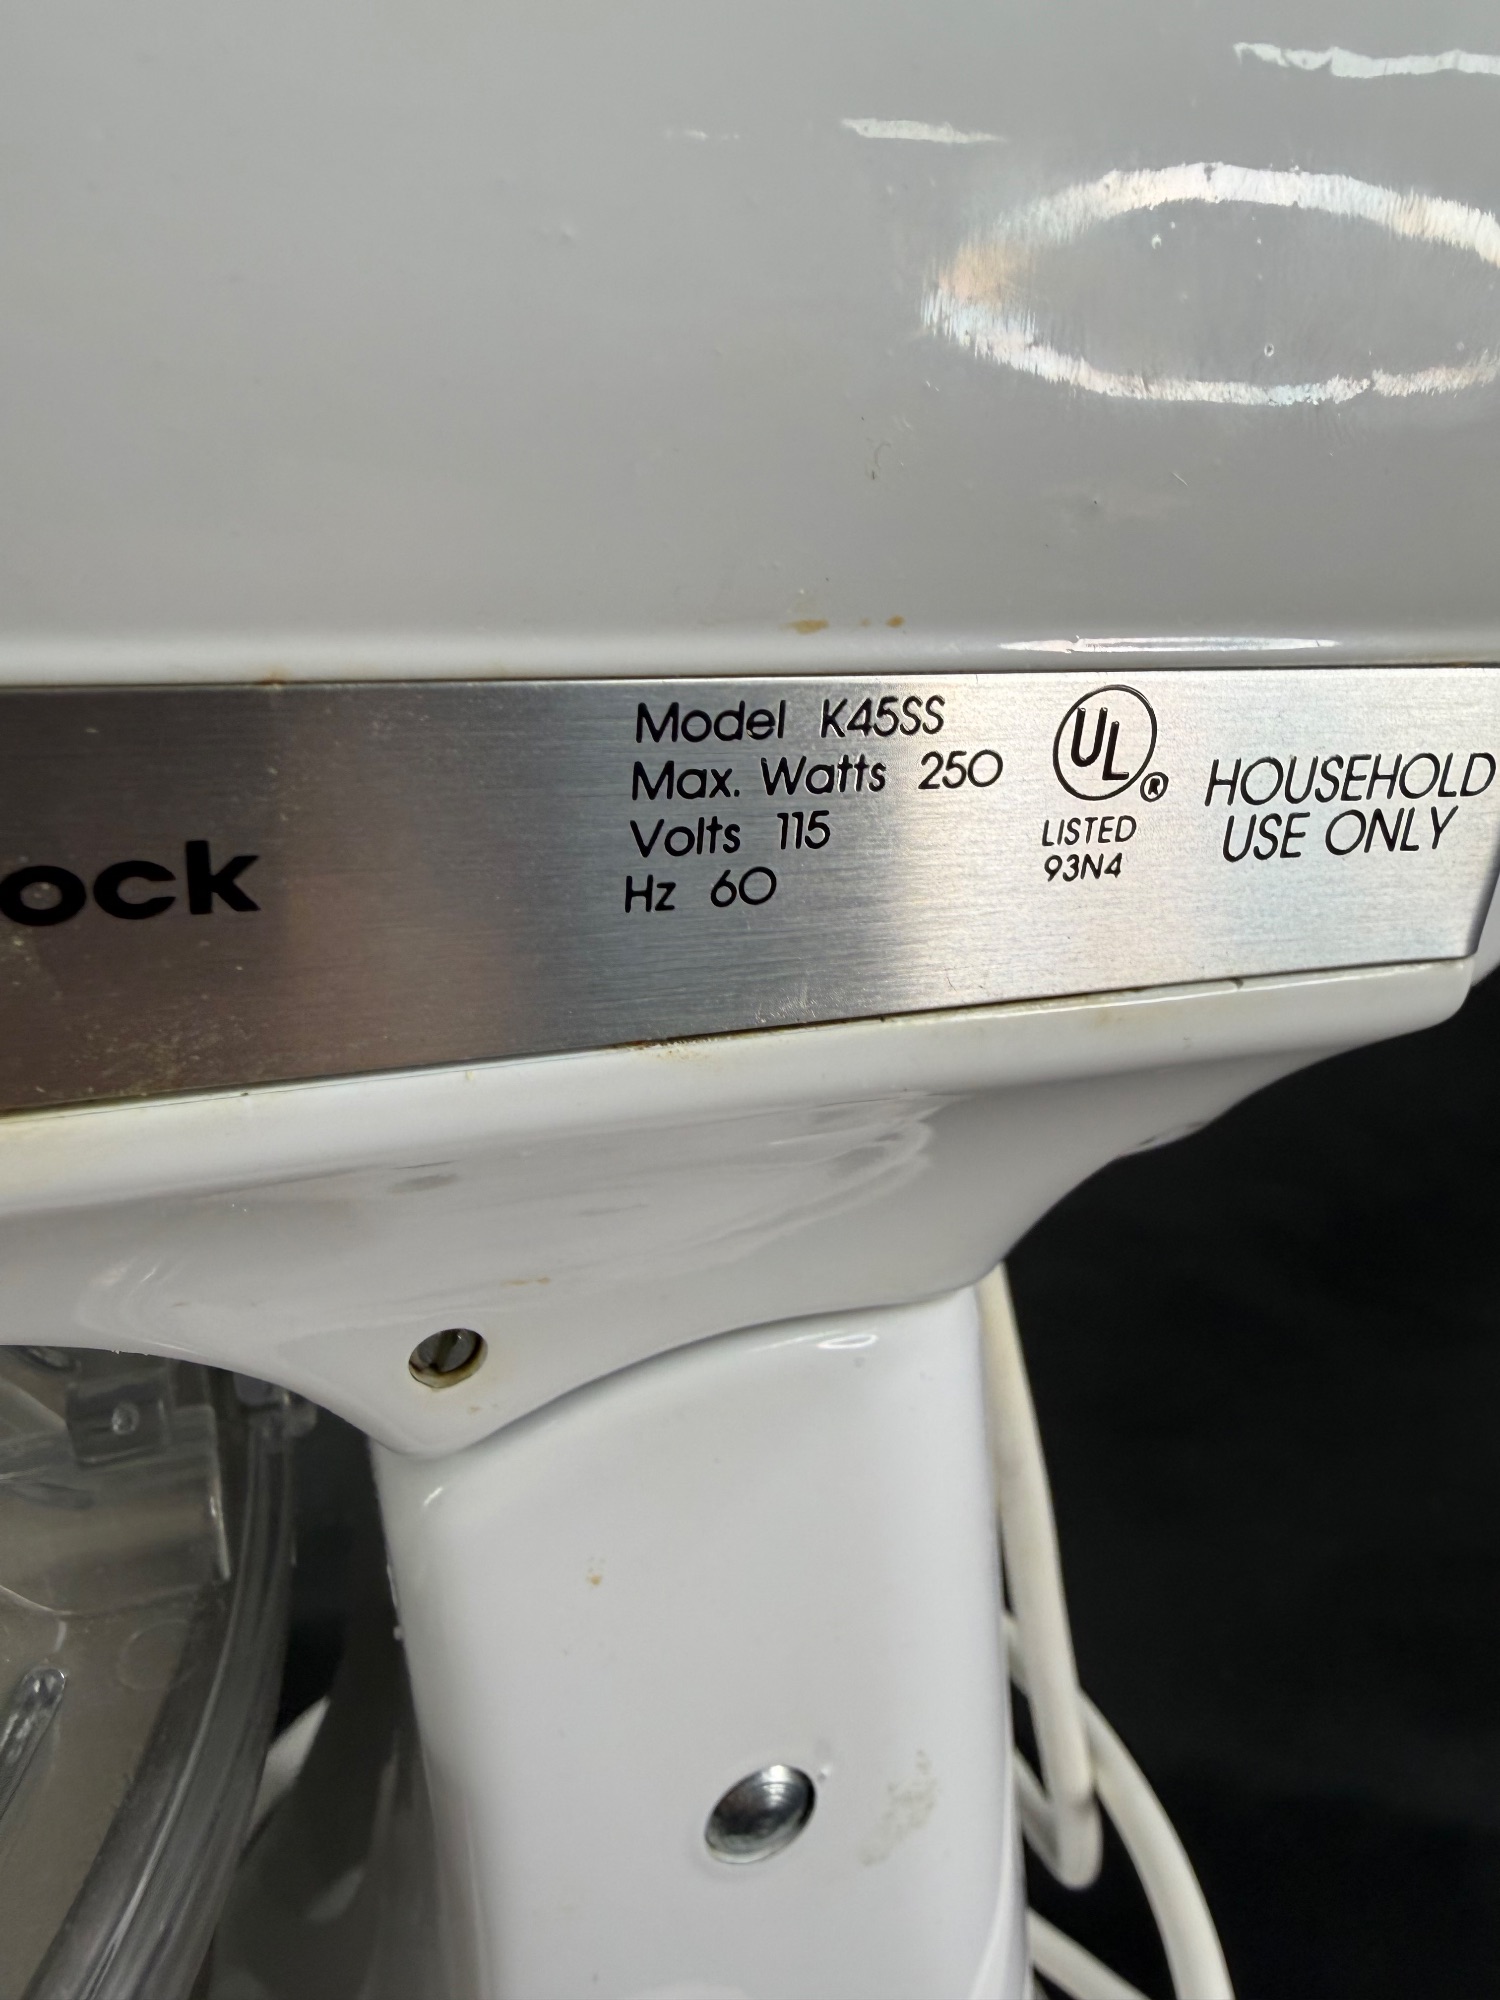 ock
Model K45SS
Max. Watts 250
Volts 115
Hz 60
UL®
LISTED
93N4
HOUSEHOLD
USE ONLY